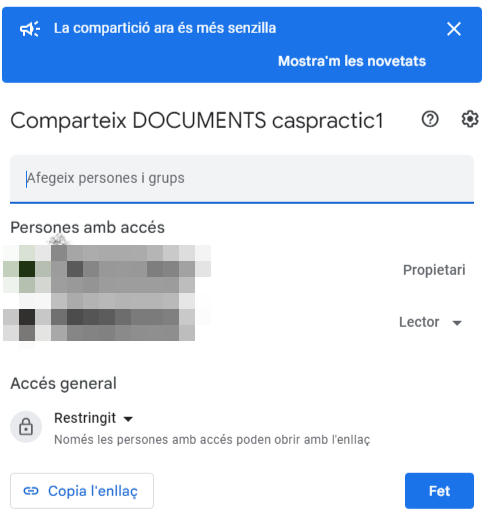 La compartició ara és més senzilla
Mostra'm les novetats
Comparteix DOCUMENTS caspractic1
Afegeix persones i grups
Persones amb accés
Propietari
Lector
Accés general
Restringit
Només les persones amb accés poden obrir amb l'enllaç
Copia l'enllaç
Fet